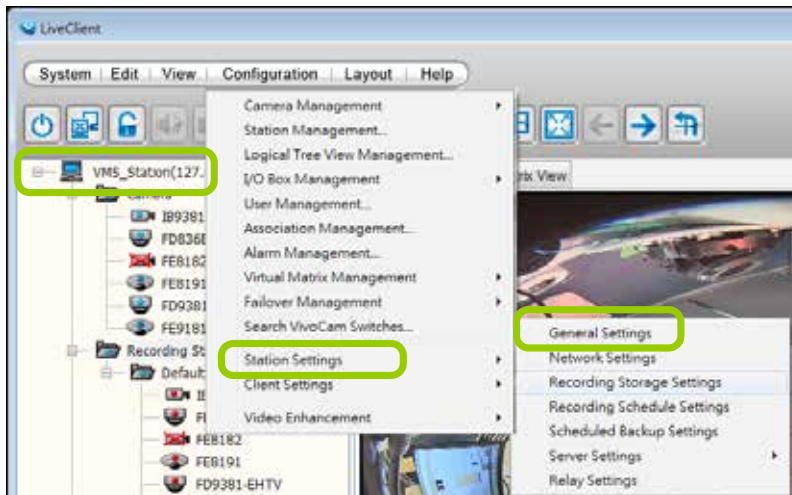 LiveClient
System Edit View Configuration Layout Help
Camera Management
Station Management...
Logical Tree View Management...
I/O Box Management
User Management...
Association Management...
Alarm Management...
Virtual Matrix Management
Failover Management
Search VivoCam Switches...
Station Settings
Client Settings
Video Enhancement
VMS_Station(127.
Camera
IB9381
FD836
FE8182
FE8191
FD9381
FE9181
Recording St
Default
FE8182
FE8191
FD9381-EHTV
rix View
General Settings
Network Settings
Recording Storage Settings
Recording Schedule Settings
Scheduled Backup Settings
Server Settings
Relay Settings